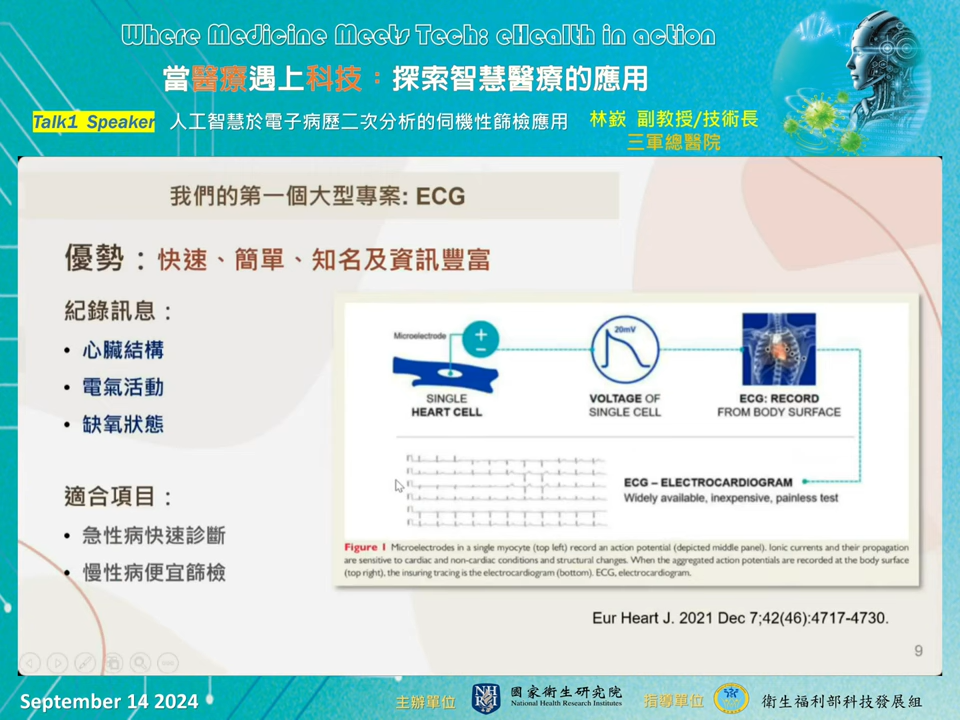 Where Medicine Meets Tech: eHealth in action
當醫療遇上科技：探索智慧醫療的應用
Talk1 Speaker 人工智慧於電子病歷二次分析的伺機性篩檢應用 林嶔 副教授/技術長
三軍總醫院
我們的第一個大型專案: ECG
優勢：快速、簡單、知名及資訊豐富
紀錄訊息：
• 心臟結構
• 電氣活動
• 缺氧狀態
適合項目：
• 急性病快速診斷
• 慢性病便宜篩檢
Microelectrode
+
−
20mV
SINGLE
HEART CELL
VOLTAGE OF
SINGLE CELL
ECG: RECORD
FROM BODY SURFACE
ECG – ELECTROCARDIOGRAM
Widely available, inexpensive, painless test
Figure 1 Microelectrodes in a single myocyte (top left) record an action potential (depicted middle panel). Ionic currents and their propagation
are sensitive to cardiac and non-cardiac conditions and structural changes. When the aggregated action potentials are recorded at the body surface
(top right), the insuring tracing is the electrocardiogram (bottom). ECG, electrocardiogram.
Eur Heart J. 2021 Dec 7;42(46):4717-4730.
9
September 14 2024
主辦單位 NHRI 國家衛生研究院
National Health Research Institutes
指導單位 衛生福利部科技發展組